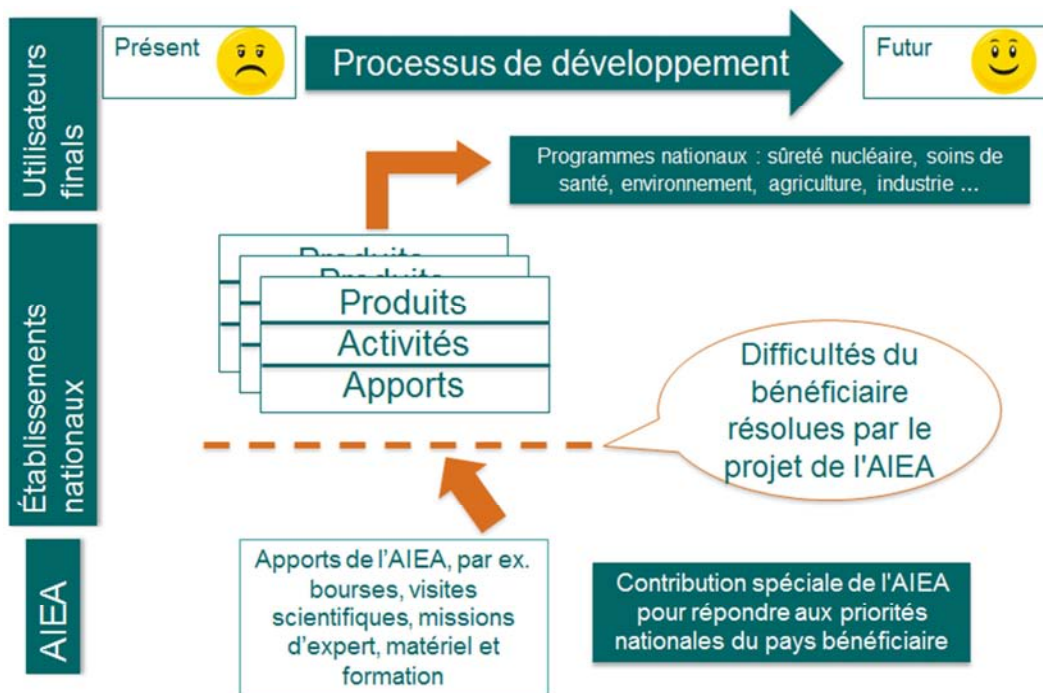 Utilisateurs
finals
Présent
Processus de développement
Futur
Programmes nationaux : sûreté nucléaire, soins de
santé, environnement, agriculture, industrie ...
Établissements
nationaux
Produits
Produits
Produits
Activités
Apports
Difficultés du
bénéficiaire
résolues par le
projet de l'AIEA
AIEA
Apports de l'AIEA, par ex.
bourses, visites
scientifiques, missions
d'expert, matériel et
formation
Contribution spéciale de l'AIEA
pour répondre aux priorités
nationales du pays bénéficiaire